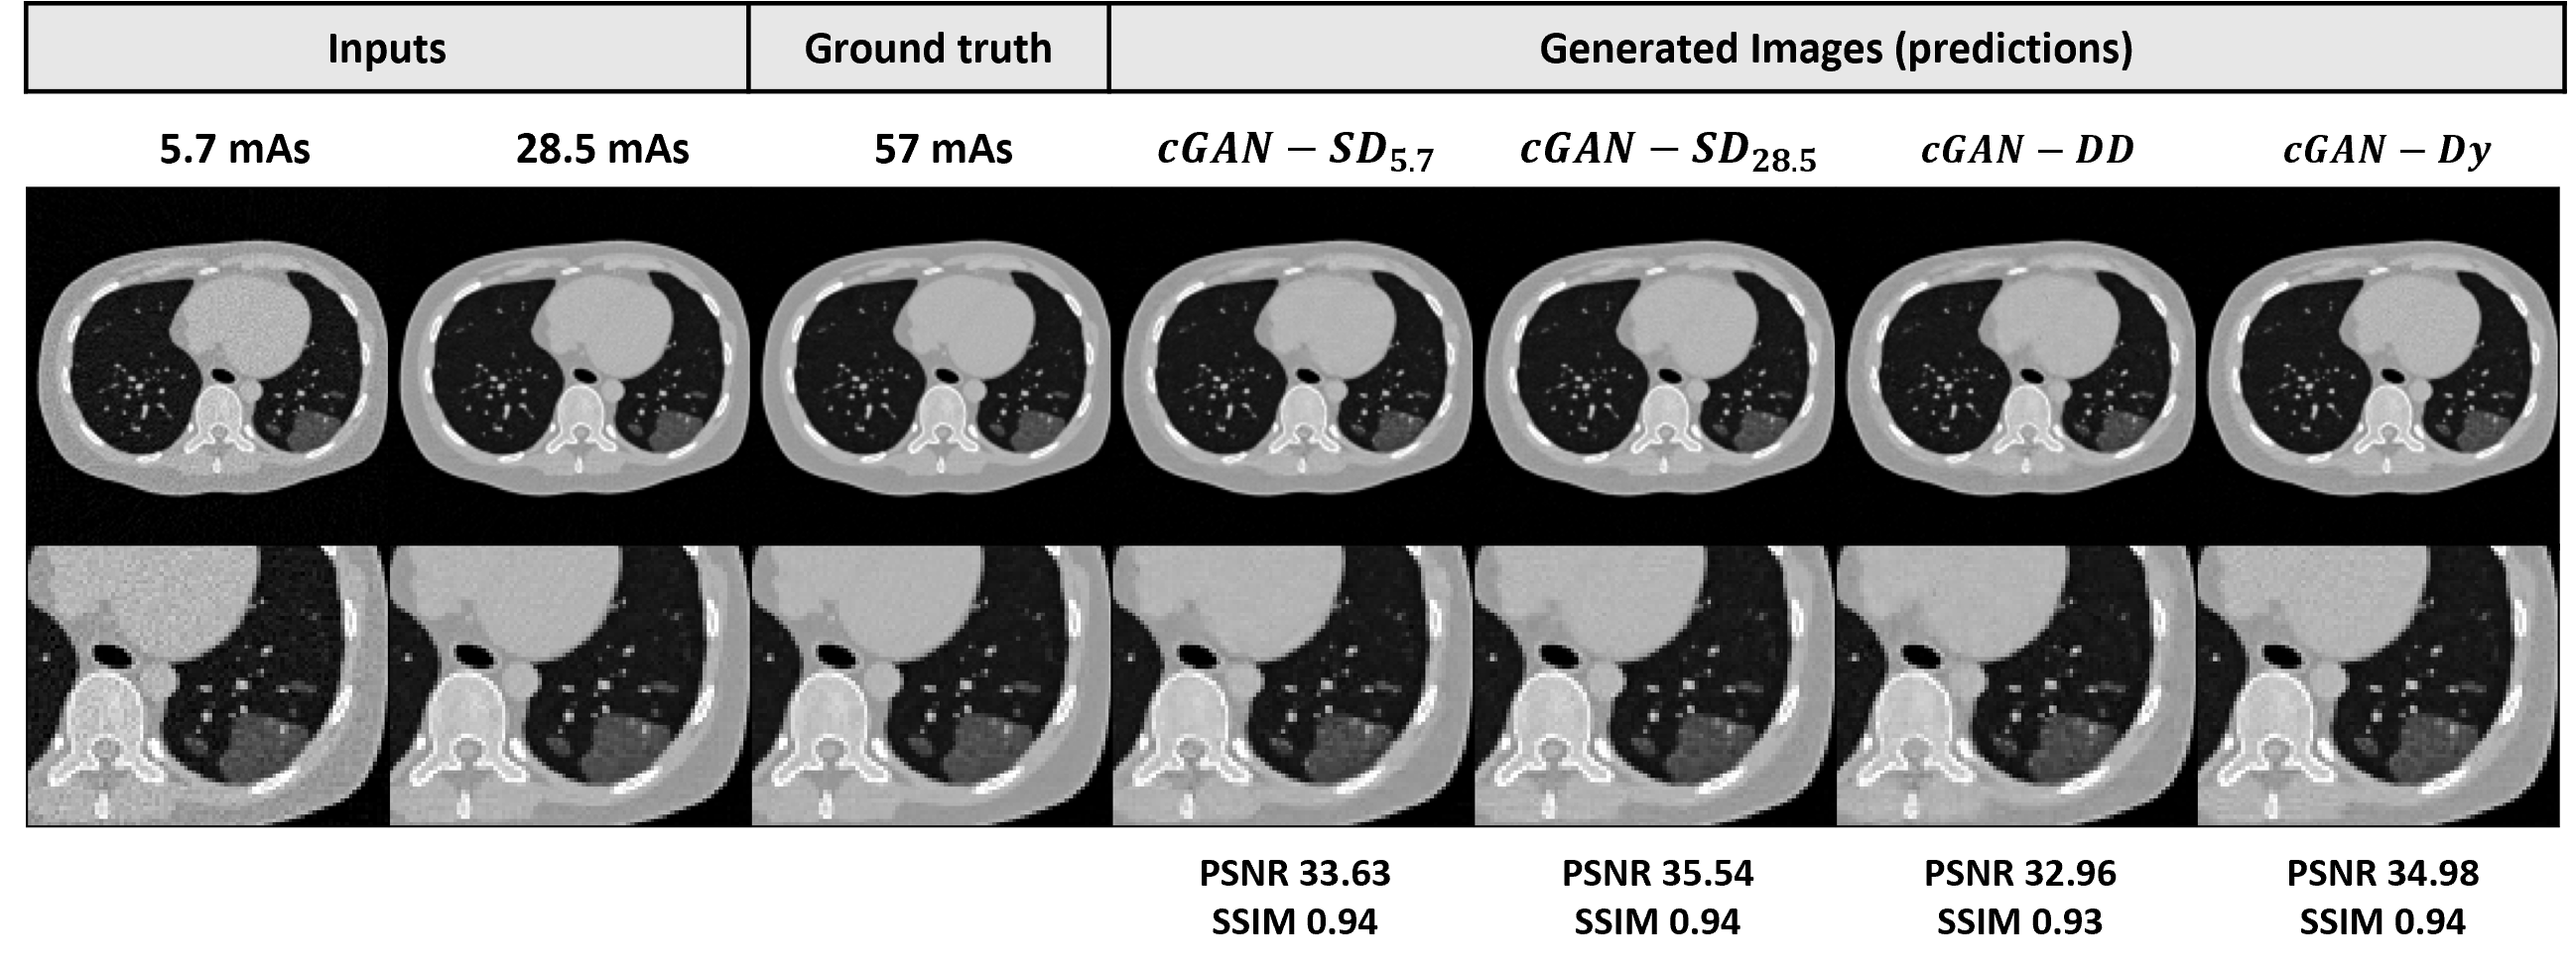 Inputs Ground truth Generated Images (predictions)
5.7 mAs 28.5 mAs 57 mAs cGAN − SD₅.₇ cGAN − SD₂₈.₅ cGAN − DD cGAN − Dy
PSNR 33.63 PSNR 35.54 PSNR 32.96 PSNR 34.98
SSIM 0.94 SSIM 0.94 SSIM 0.93 SSIM 0.94